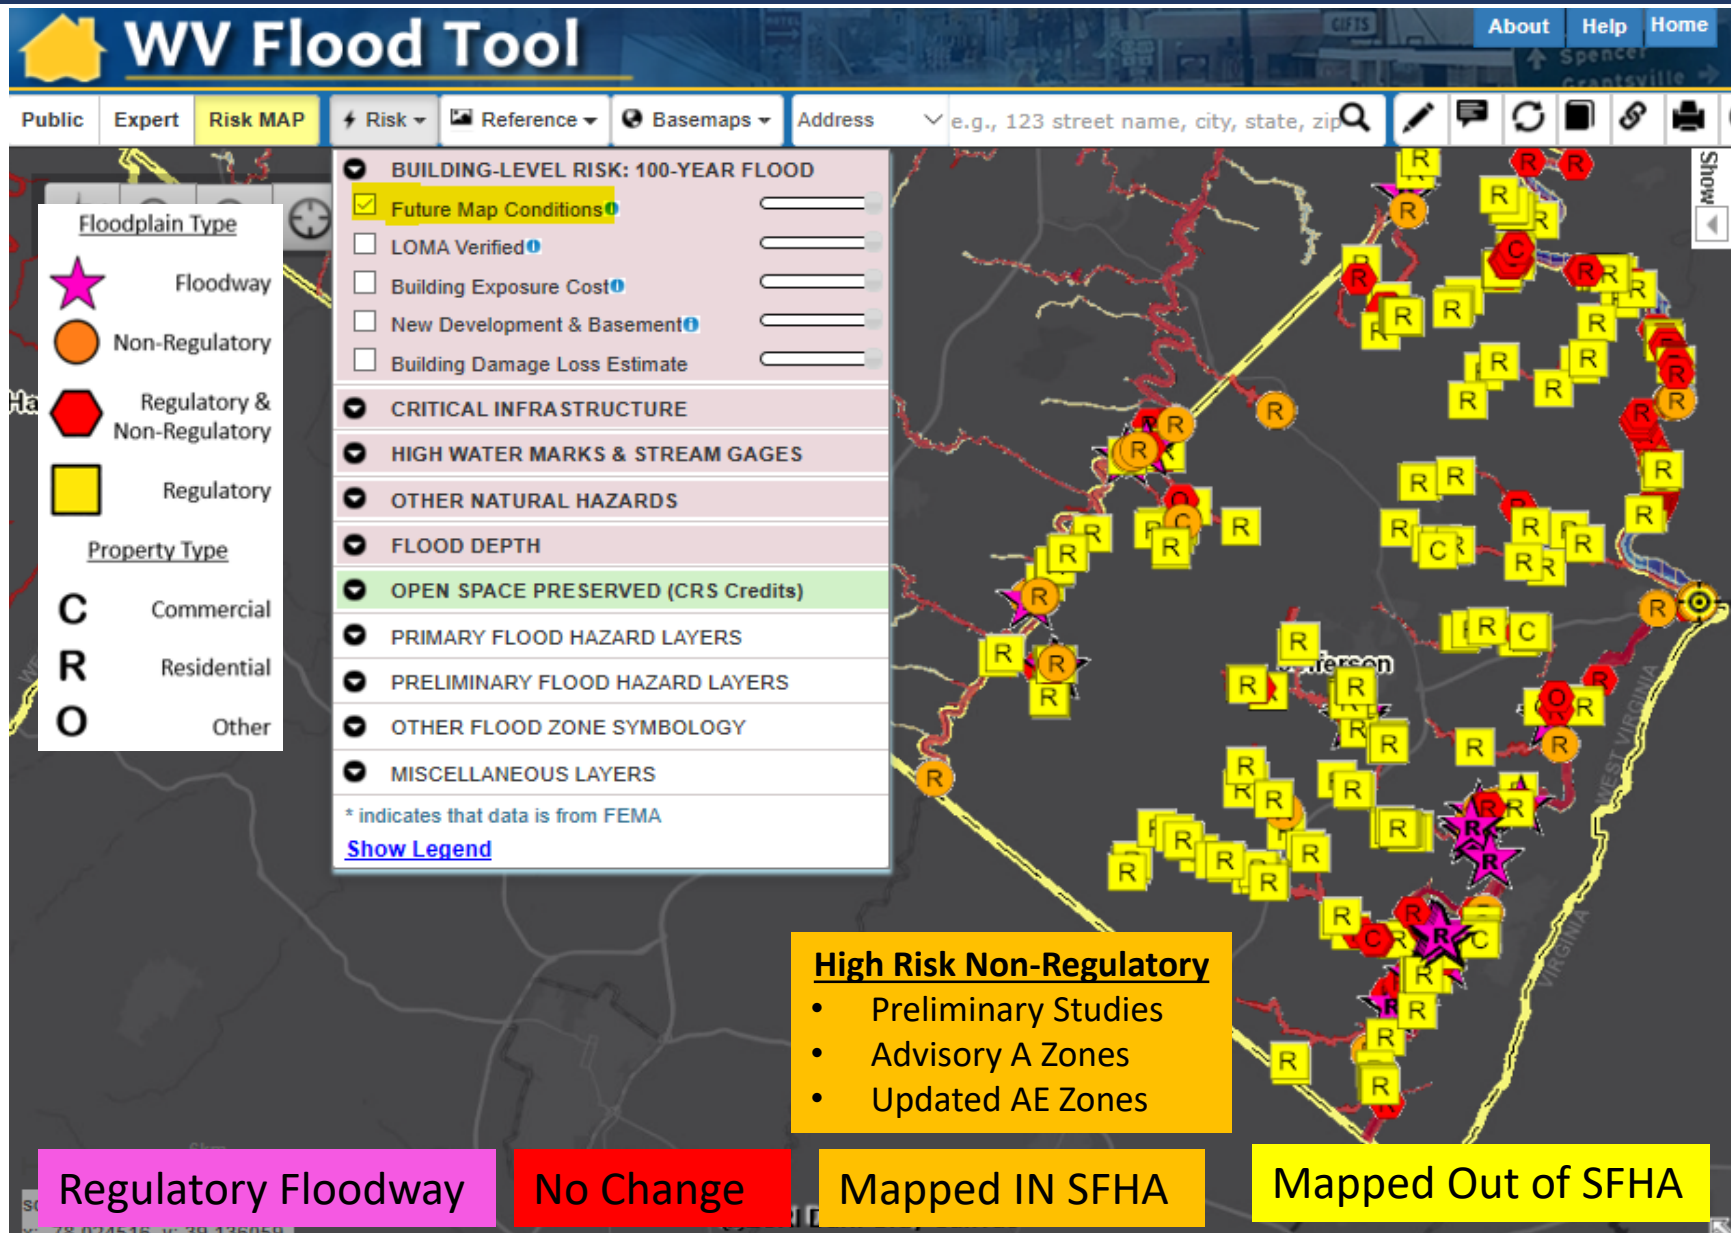 WV Flood Tool
GIFTS
About Help Home
Spencer
Grantsville
Public Expert Risk MAP Risk Reference Basemaps Address e.g., 123 street name, city, state, zip
Show
BUILDING-LEVEL RISK: 100-YEAR FLOOD
Future Map Conditions
LOMA Verified
Building Exposure Cost
New Development & Basement
Building Damage Loss Estimate
CRITICAL INFRASTRUCTURE
HIGH WATER MARKS & STREAM GAGES
OTHER NATURAL HAZARDS
FLOOD DEPTH
OPEN SPACE PRESERVED (CRS Credits)
PRIMARY FLOOD HAZARD LAYERS
PRELIMINARY FLOOD HAZARD LAYERS
OTHER FLOOD ZONE SYMBOLOGY
MISCELLANEOUS LAYERS
* indicates that data is from FEMA
Show Legend
Floodplain Type
Floodway
Non-Regulatory
Regulatory &
Non-Regulatory
Regulatory
Property Type
C Commercial
R Residential
O Other
WEST VIRGINIA
VIRGINIA
High Risk Non-Regulatory
• Preliminary Studies
• Advisory A Zones
• Updated AE Zones
Regulatory Floodway
No Change
Mapped IN SFHA
Mapped Out of SFHA